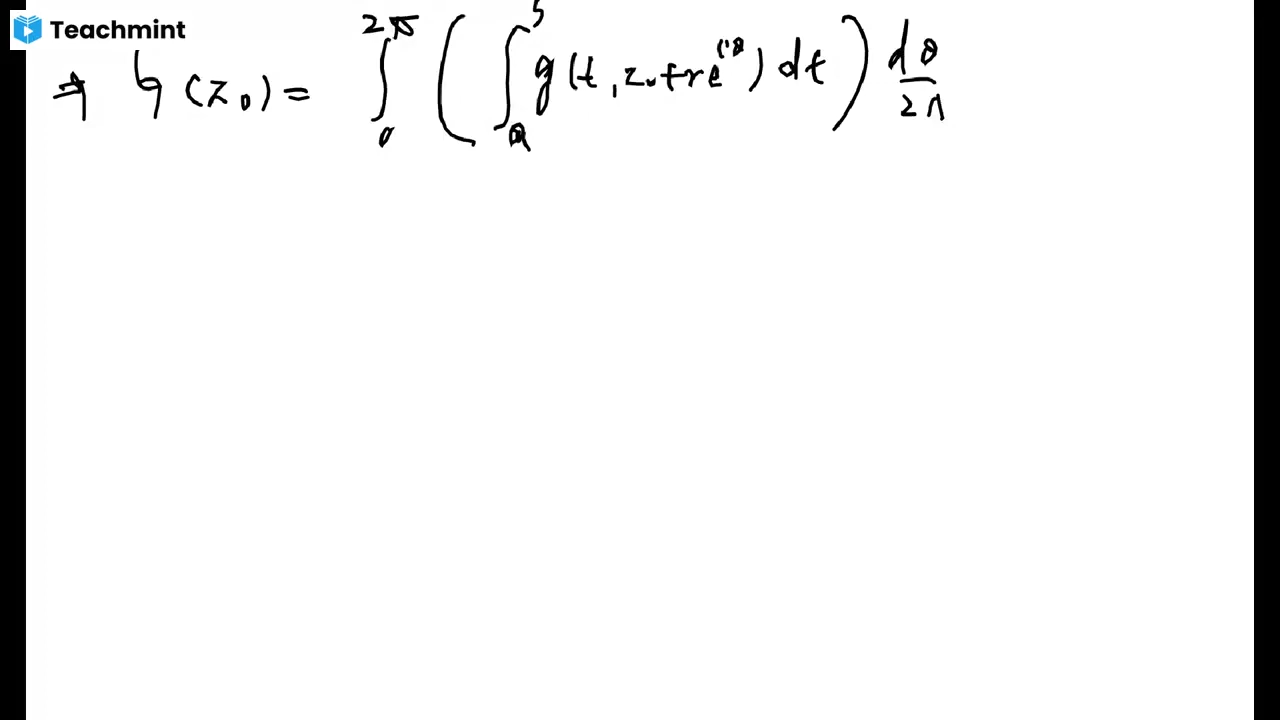 Teachmint
⇒ G(z₀) = ∫₀^{2π} ( ∫ₐᵇ g(t, z₀+re^{iθ}) dt ) dθ/2π